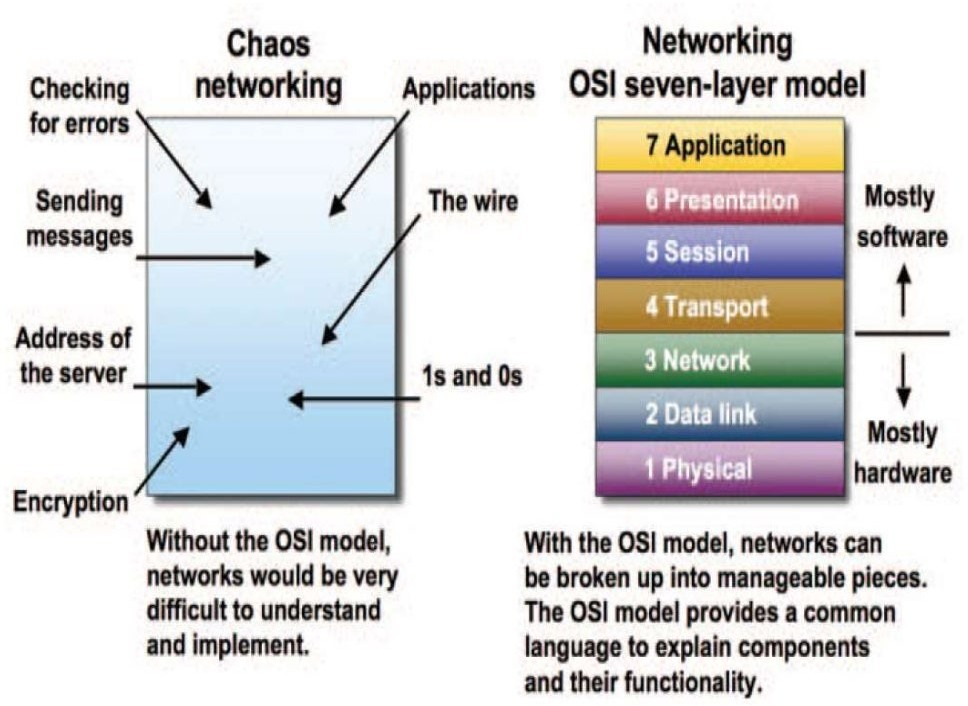 Chaos
networking
Checking
for errors
Applications
Sending
messages
The wire
Address of
the server
1s and 0s
Encryption
Without the OSI model,
networks would be very
difficult to understand
and implement.
Networking
OSI seven-layer model
7 Application
6 Presentation
5 Session
4 Transport
3 Network
2 Data link
1 Physical
Mostly
software
Mostly
hardware
With the OSI model, networks can
be broken up into manageable pieces.
The OSI model provides a common
language to explain components
and their functionality.